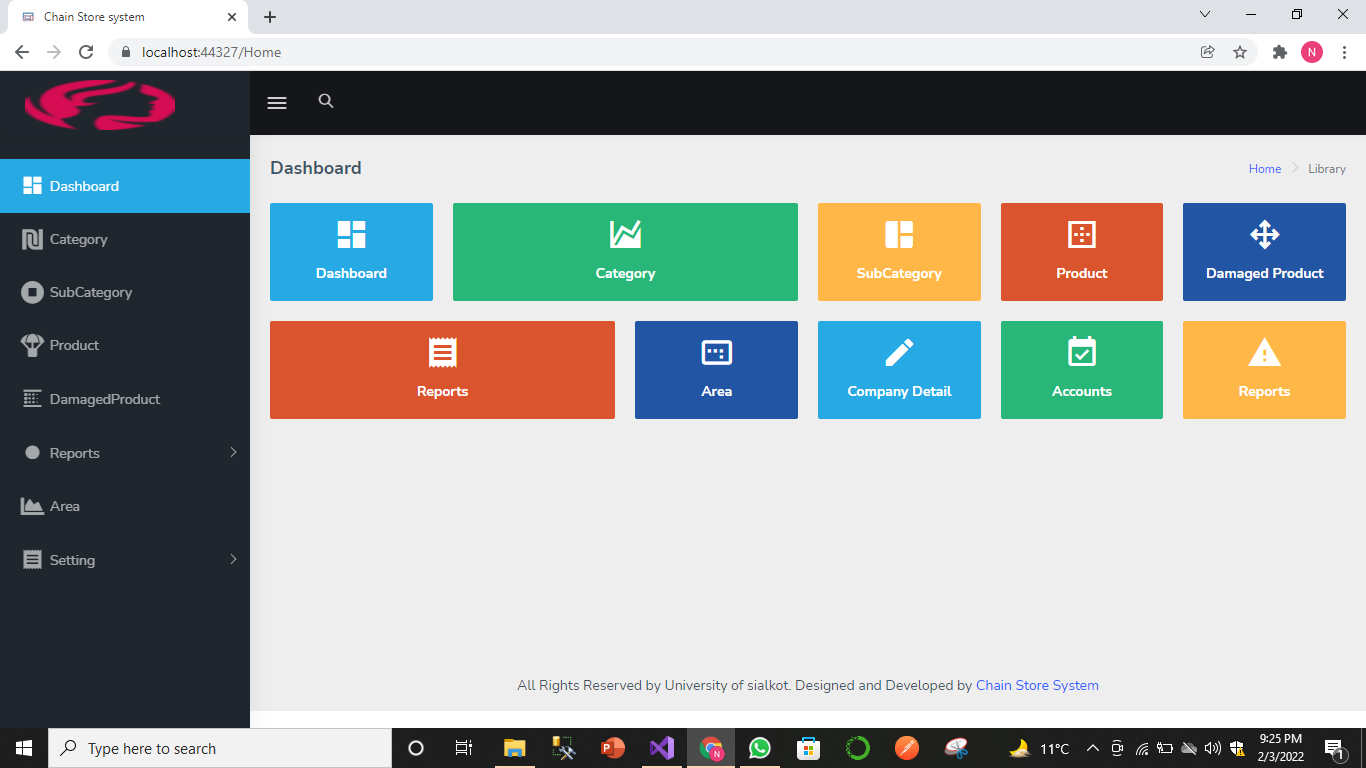 Chain Store system
localhost:44327/Home
N
Dashboard
Category
SubCategory
Product
DamagedProduct
Reports
Area
Setting
Dashboard
Home
Library
Dashboard
Category
SubCategory
Product
Damaged Product
Reports
Area
Company Detail
Accounts
Reports
All Rights Reserved by University of sialkot. Designed and Developed by Chain Store System
Type here to search
P
N
11°C
9:25 PM
2/3/2022
1